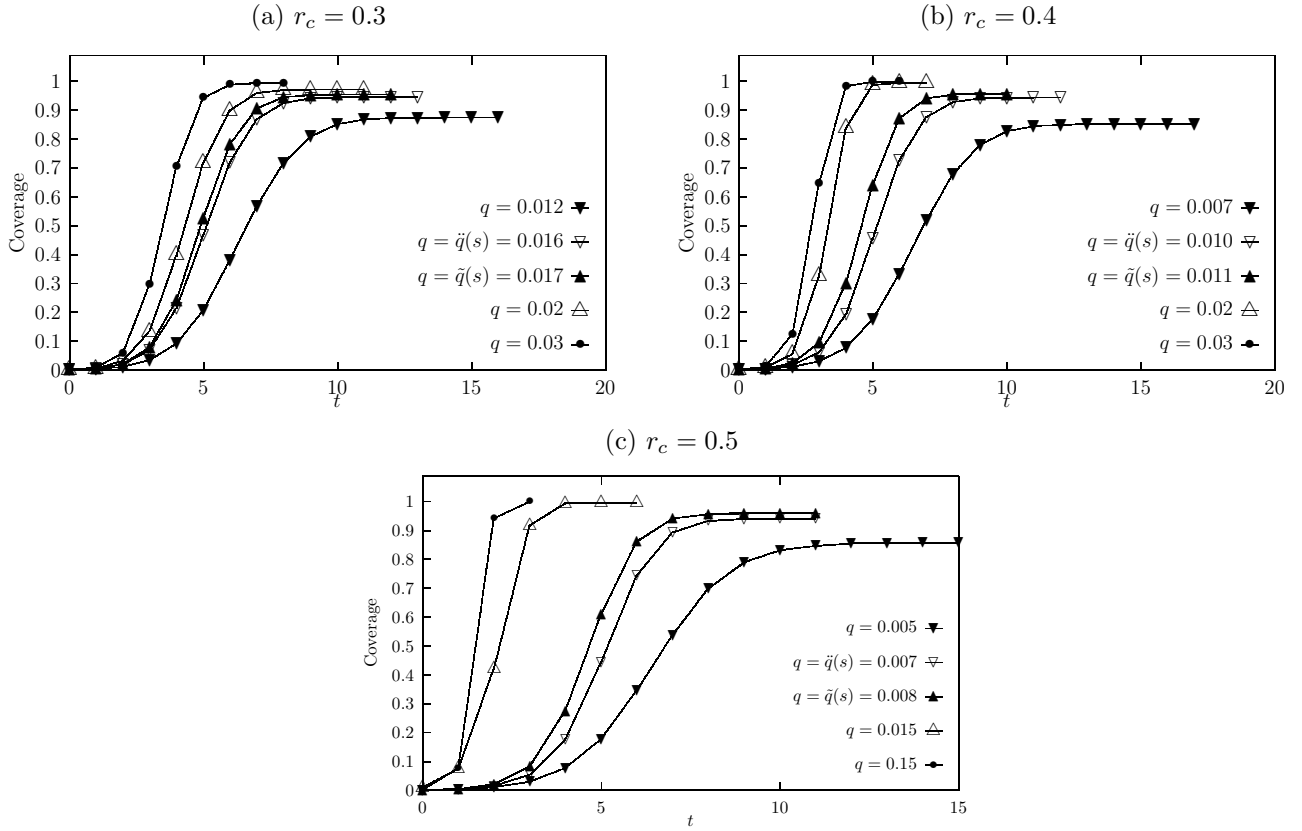 (a) r_c = 0.3
1
0.9
0.8
0.7
0.6
0.5
0.4
0.3
0.2
0.1
0
Coverage
q = 0.012
q = q̈(s) = 0.016
q = q̃(s) = 0.017
q = 0.02
q = 0.03
0 5 10 15 20
t
(b) r_c = 0.4
1
0.9
0.8
0.7
0.6
0.5
0.4
0.3
0.2
0.1
0
Coverage
q = 0.007
q = q̈(s) = 0.010
q = q̃(s) = 0.011
q = 0.02
q = 0.03
0 5 10 15 20
t
(c) r_c = 0.5
1
0.9
0.8
0.7
0.6
0.5
0.4
0.3
0.2
0.1
0
Coverage
q = 0.005
q = q̈(s) = 0.007
q = q̃(s) = 0.008
q = 0.015
q = 0.15
0 5 10 15
t